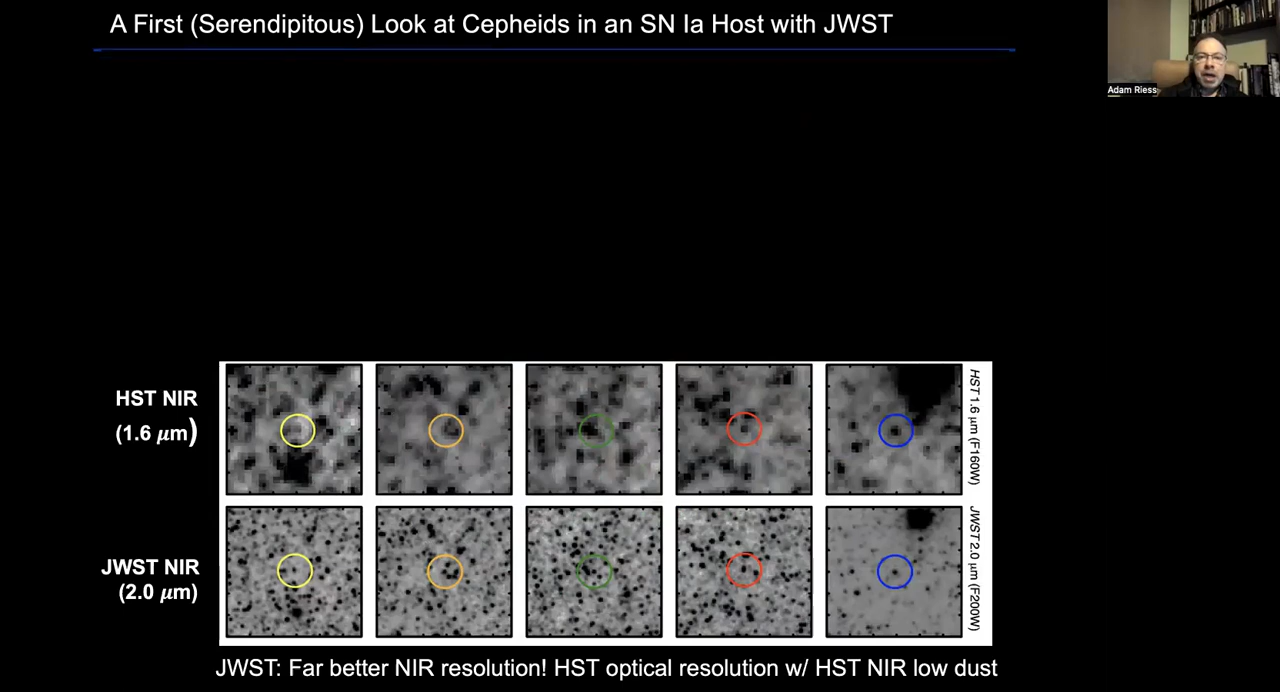 A First (Serendipitous) Look at Cepheids in an SN Ia Host with JWST
Adam Riess
HST NIR
(1.6 μm)
HST 1.6 μm (F160W)
JWST NIR
(2.0 μm)
JWST 2.0 μm (F200W)
JWST: Far better NIR resolution! HST optical resolution w/ HST NIR low dust